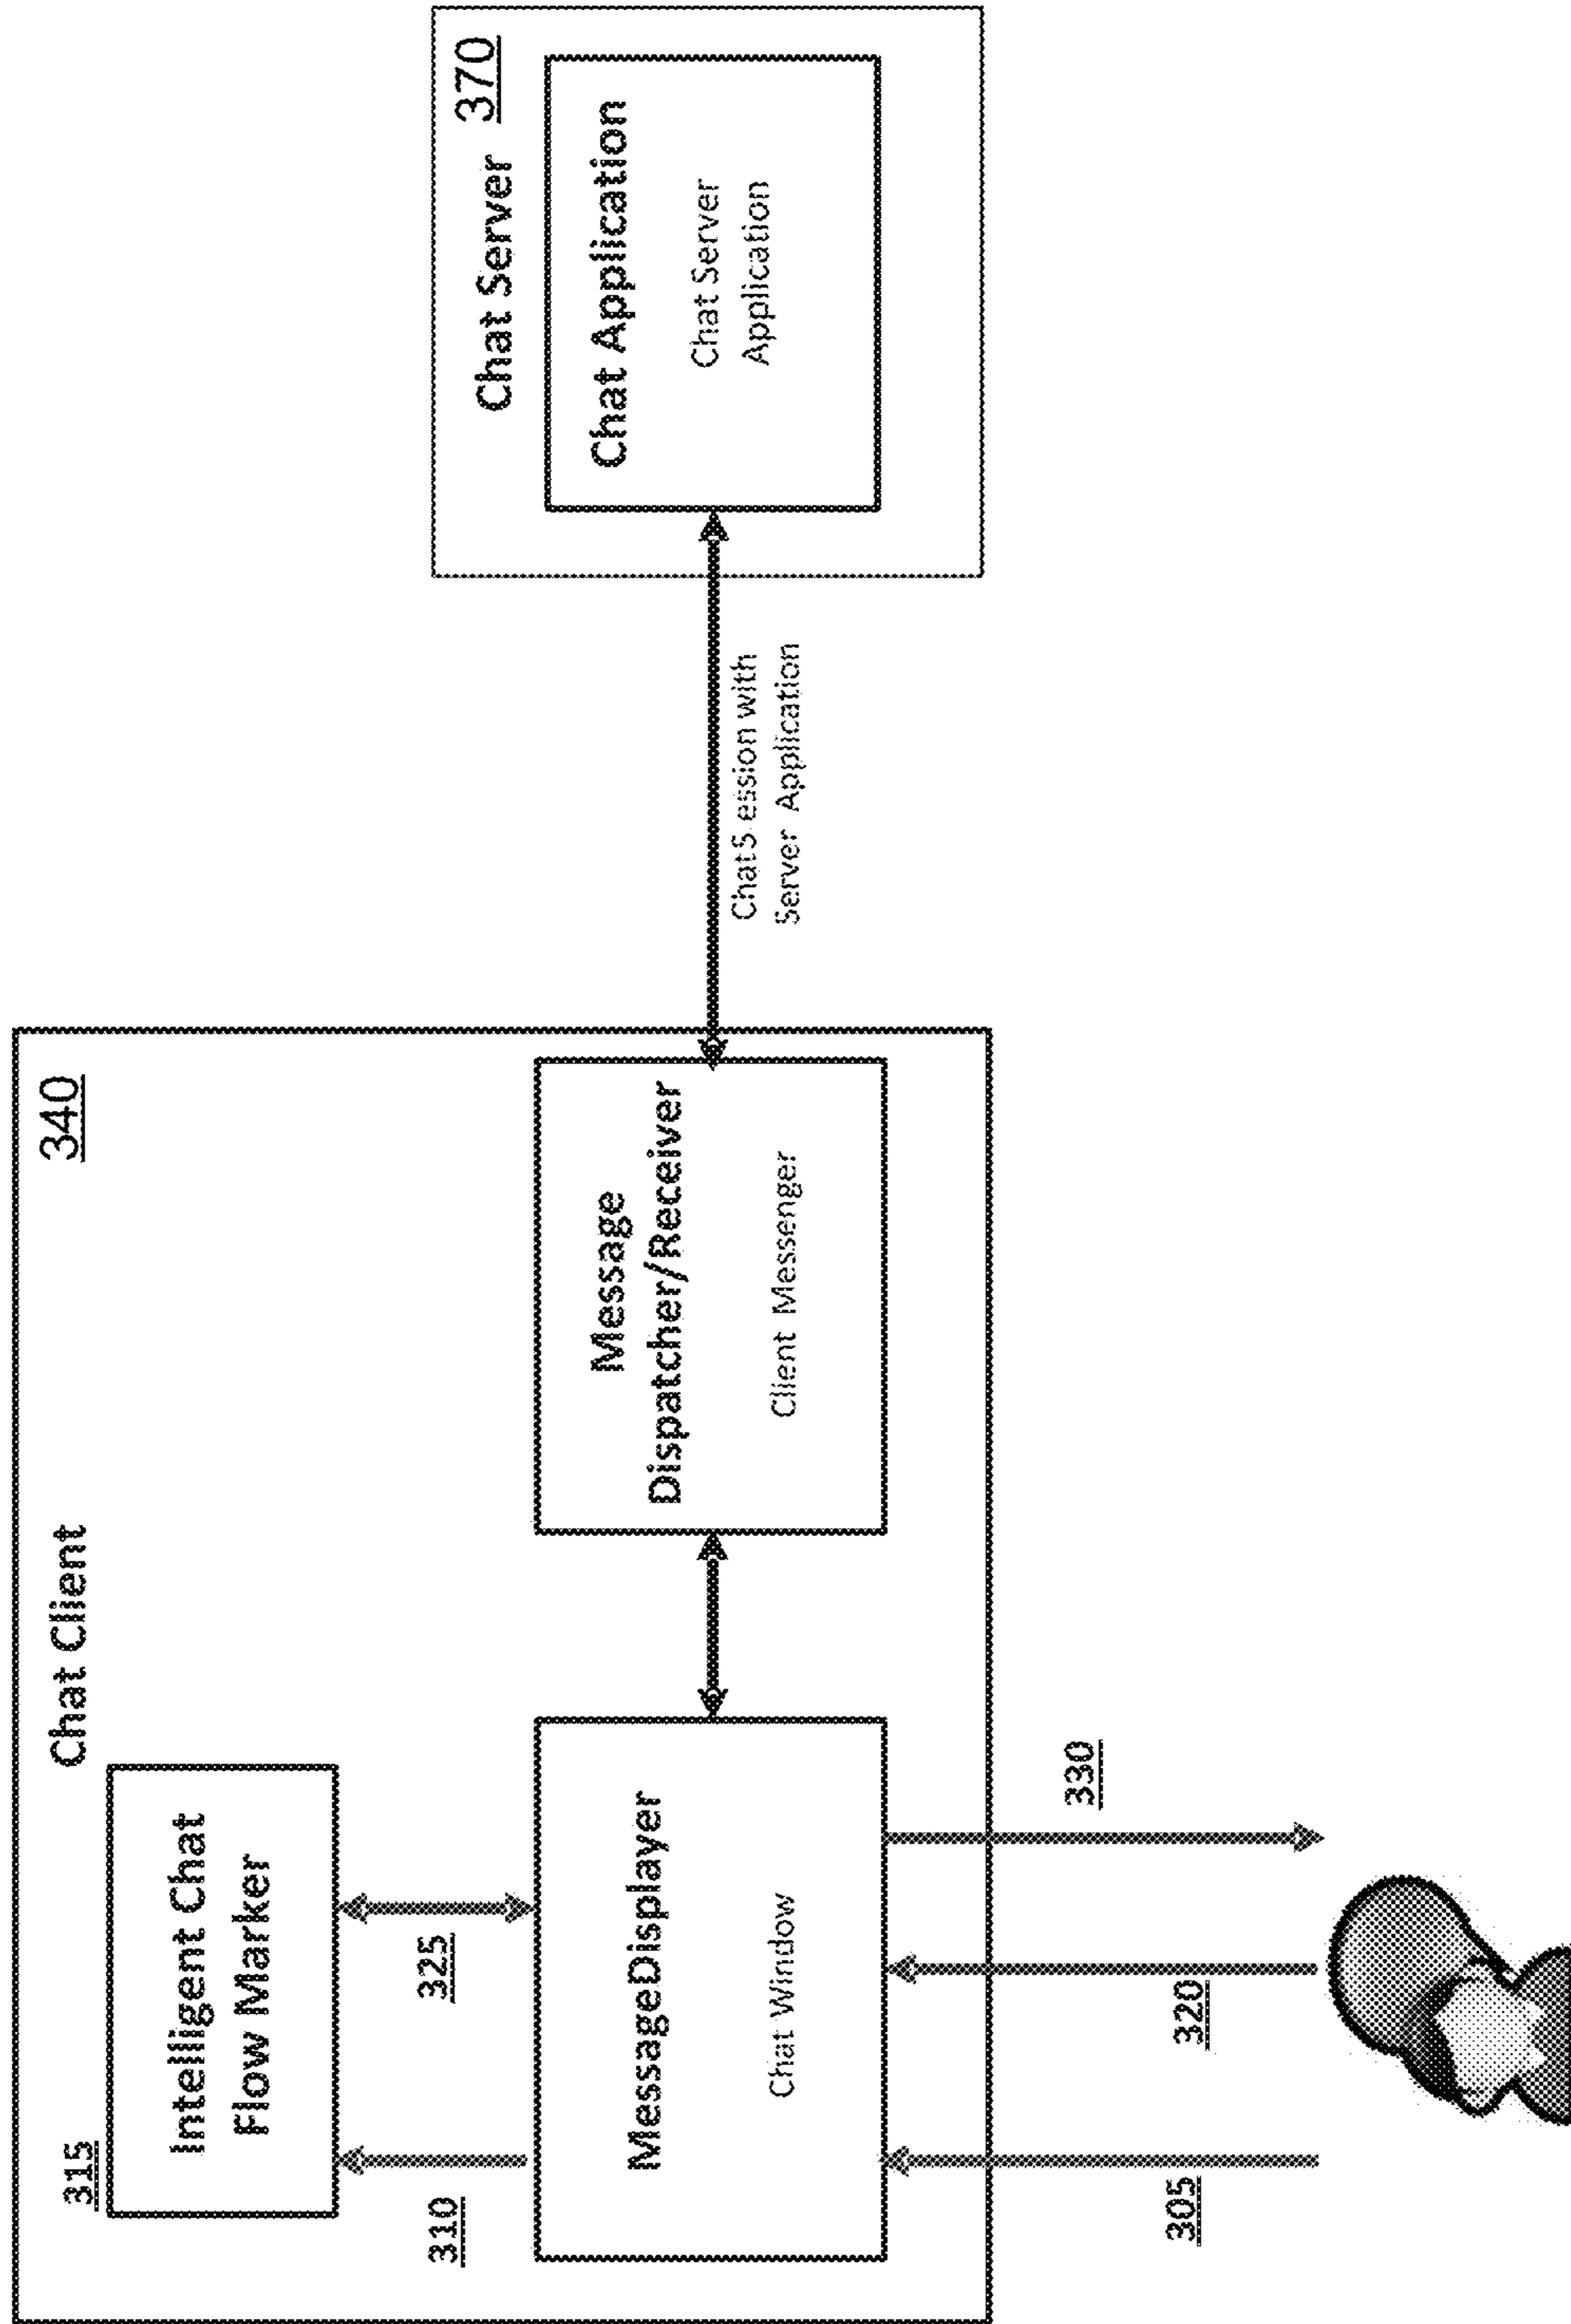 Chat Client
340
315
Intelligent Chat
Flow Marker
310
325
MessageDisplayer
Chat Window
Message
Dispatcher/Receiver
Client Messenger
305
320
330
ChatS ession with
Server Application
Chat Server
370
Chat Application
Chat Server
Application